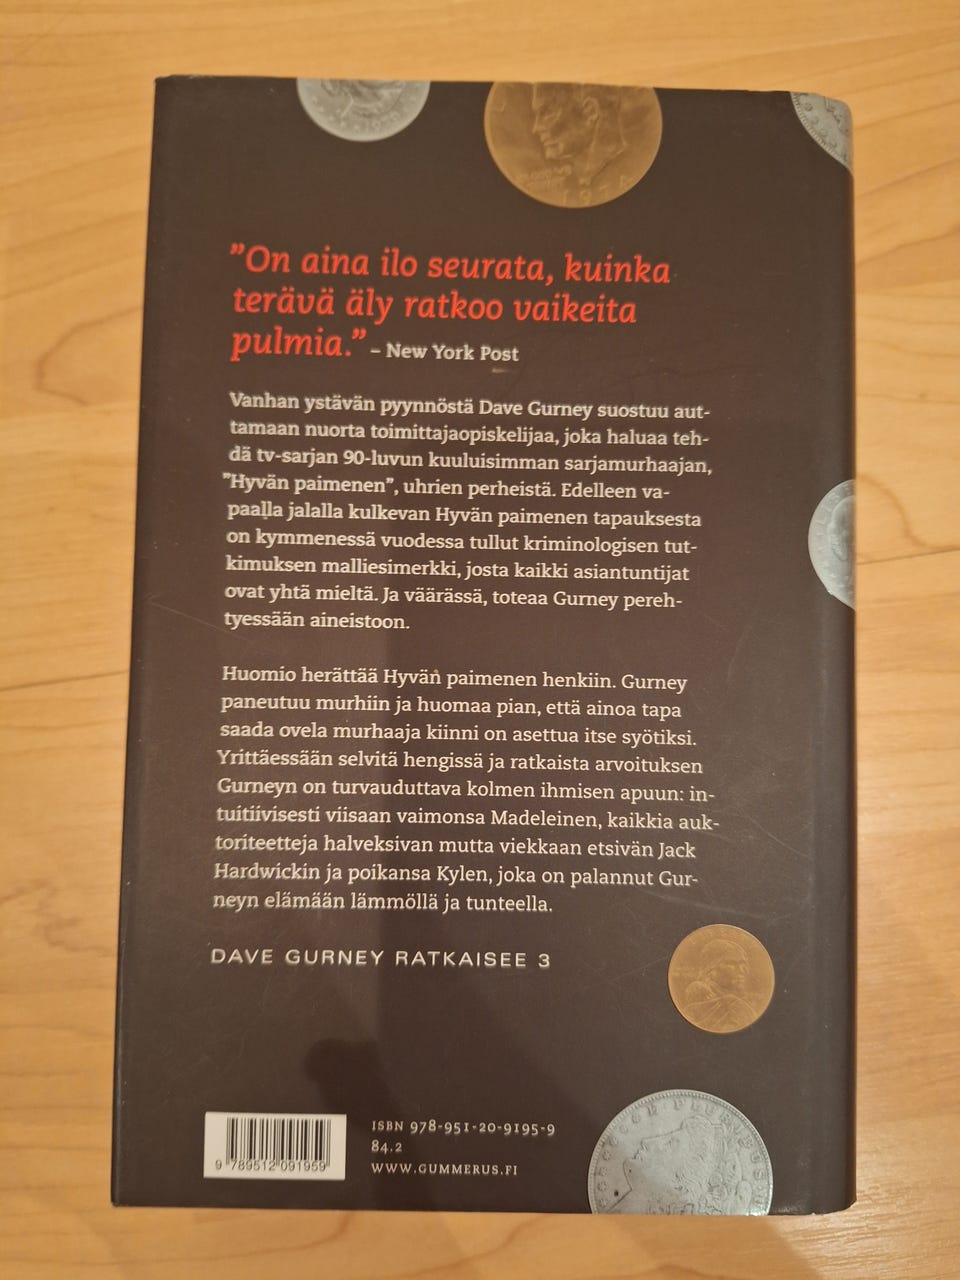 ”On aina ilo seurata, kuinka
terävä äly ratkoo vaikeita
pulmia.” – New York Post
Vanhan ystävän pyynnöstä Dave Gurney suostuu aut-
tamaan nuorta toimittajaopiskelijaa, joka haluaa teh-
dä tv-sarjan 90-luvun kuuluisimman sarjamurhaajan,
”Hyvän paimenen”, uhrien perheistä. Edelleen va-
paalla jalalla kulkevan Hyvän paimenen tapauksesta
on kymmenessä vuodessa tullut kriminologisen tut-
kimuksen malliesimerkki, josta kaikki asiantuntijat
ovat yhtä mieltä. Ja väärässä, toteaa Gurney pereh-
tyessään aineistoon.
Huomio herättää Hyvän paimenen henkiin. Gurney
paneutuu murhiin ja huomaa pian, että ainoa tapa
saada ovela murhaaja kiinni on asettua itse syötiksi.
Yrittäessään selvitä hengissä ja ratkaista arvoituksen
Gurneyn on turvauduttava kolmen ihmisen apuun: in-
tuitiivisesti viisaan vaimonsa Madeleinen, kaikkia auk-
toriteetteja halveksivan mutta viekkaan etsivän Jack
Hardwickin ja poikansa Kylen, joka on palannut Gur-
neyn elämään lämmöllä ja tunteella.
DAVE GURNEY RATKAISEE 3
ISBN 978-951-20-9195-9
84.2
WWW.GUMMERUS.FI
9 789512 091959
E PLURIBUS